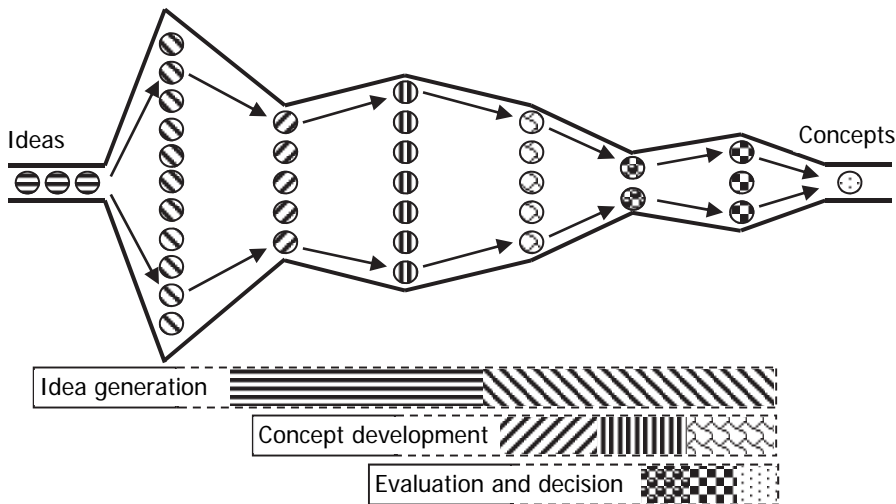 Ideas
Concepts
Idea generation
Concept development
Evaluation and decision